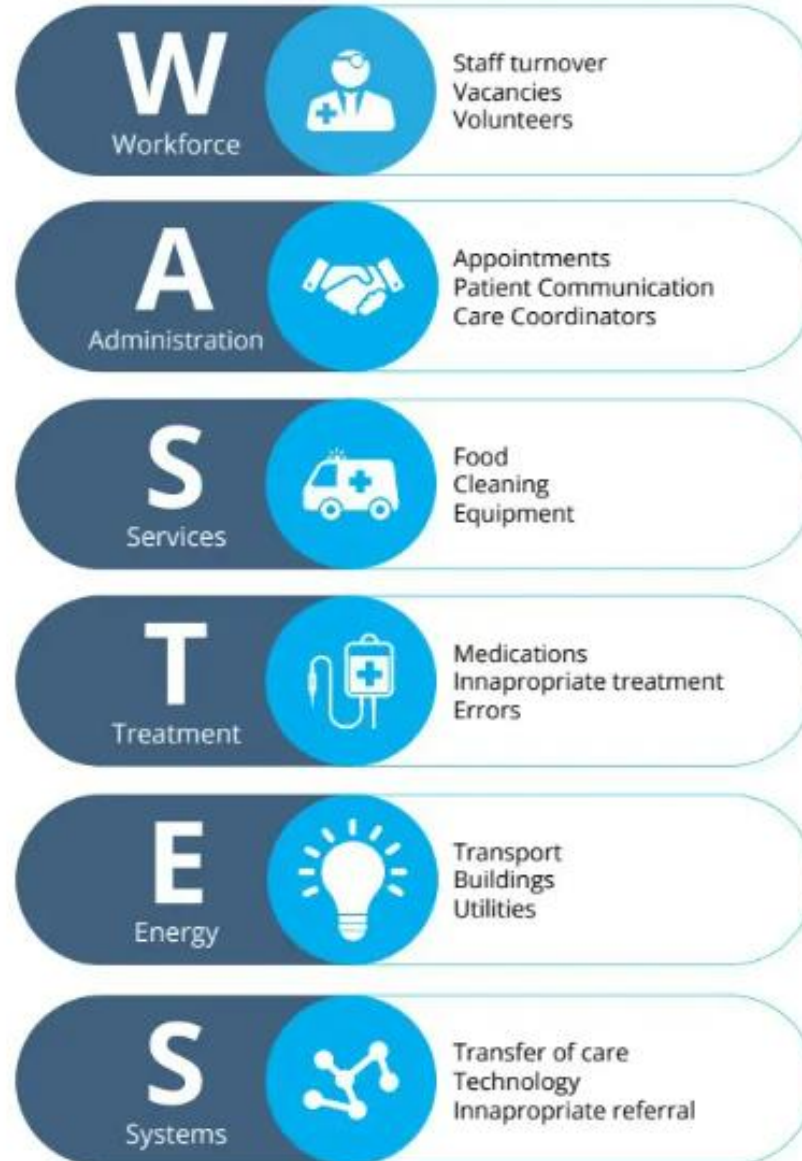 W
Workforce
Staff turnover
Vacancies
Volunteers
A
Administration
Appointments
Patient Communication
Care Coordinators
S
Services
Food
Cleaning
Equipment
T
Treatment
Medications
Innapropriate treatment
Errors
E
Energy
Transport
Buildings
Utilities
S
Systems
Transfer of care
Technology
Innapropriate referral